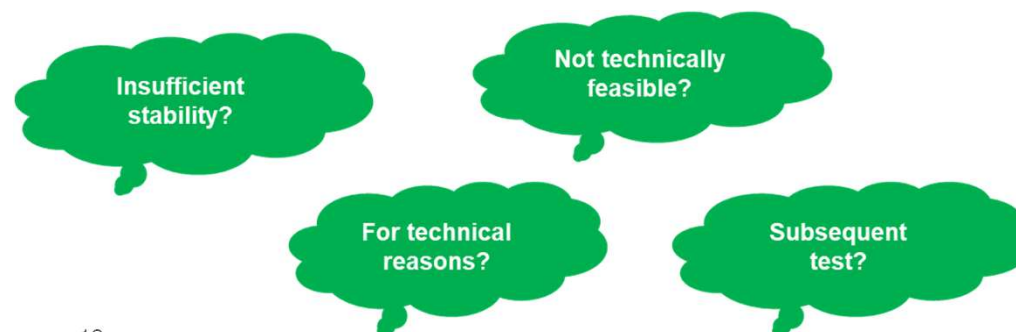 Insufficient
stability?
Not technically
feasible?
For technical
reasons?
Subsequent
test?